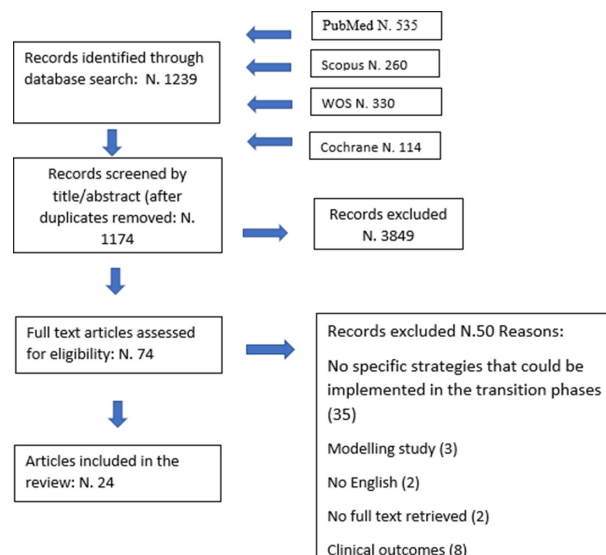 PubMed N. 535
Records identified through
database search:  N. 1239
Scopus N. 260
WOS N. 330
Cochrane N. 114
Records screened by
title/abstract (after
duplicates removed: N.
1174
Records excluded
N. 3849
Full text articles assessed
for eligibility: N. 74
Records excluded N.50 Reasons:
No specific strategies that could be
implemented in the transition phases
(35)
Modelling study (3)
No English (2)
No full text retrieved (2)
Clinical outcomes (8)
Articles included in the
review: N. 24